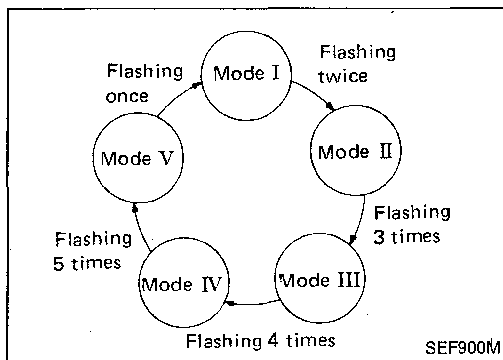 Mode I
Flashing
twice
Mode II
Flashing
3 times
Mode III
Flashing 4 times
Mode IV
Flashing
5 times
Mode V
Flashing
once
SEF900M